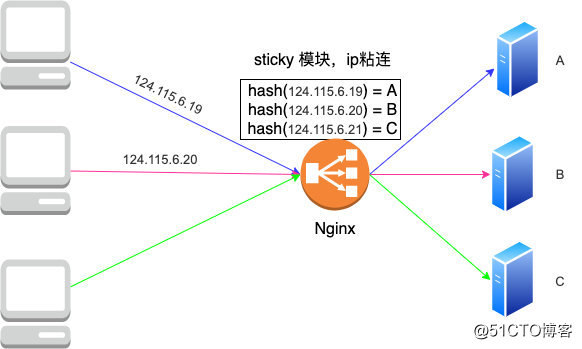 sticky 模块，ip粘连
hash(124.115.6.19) = A
hash(124.115.6.20) = B
hash(124.115.6.21) = C
124.115.6.19
124.115.6.20
Nginx
A
B
C
@51CTO博客